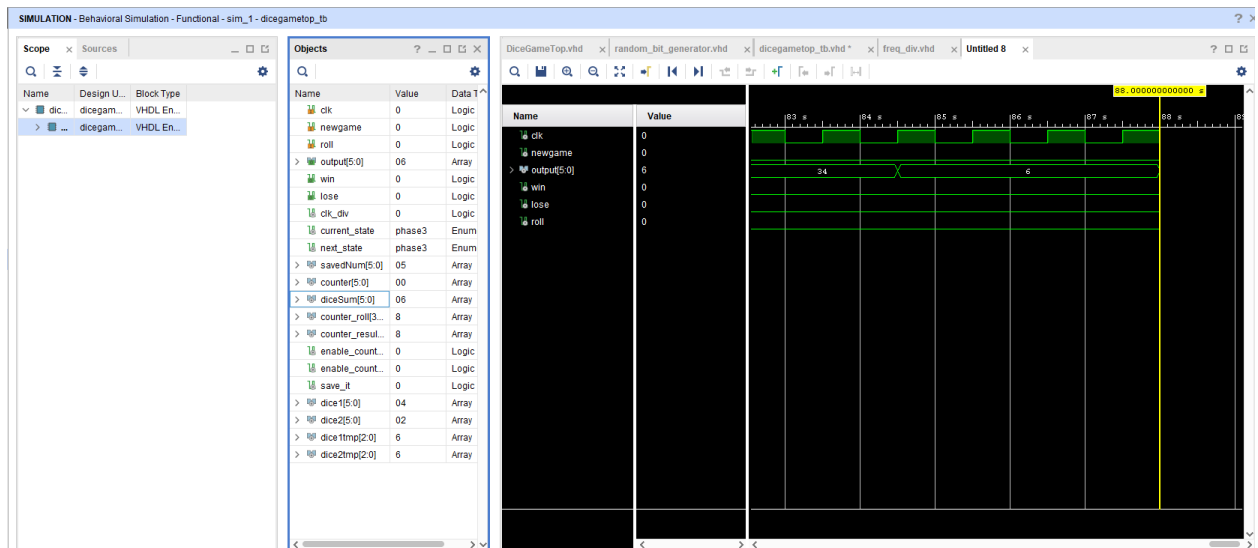 SIMULATION - Behavioral Simulation - Functional - sim_1 - dicegametop_tb
Scope
Sources
Name Design U... Block Type
dic... dicegam... VHDL En...
... dicegam... VHDL En...
Objects
Name Value Data T
clk 0 Logic
newgame 0 Logic
roll 0 Logic
output[5:0] 06 Array
win 0 Logic
lose 0 Logic
clk_div 0 Logic
current_state phase3 Enum
next_state phase3 Enum
savedNum[5:0] 05 Array
counter[5:0] 00 Array
diceSum[5:0] 06 Array
counter_roll[3... 8 Array
counter_resul... 8 Array
enable_count... 0 Logic
enable_count... 0 Logic
save_it 0 Logic
dice1[5:0] 04 Array
dice2[5:0] 02 Array
dice1tmp[2:0] 6 Array
dice2tmp[2:0] 6 Array
DiceGameTop.vhd random_bit_generator.vhd dicegametop_tb.vhd * freq_div.vhd Untitled 8
88.000000000000 s
Name Value
83 s 84 s 85 s 86 s 87 s 88 s
clk 0
newgame 0
output[5:0] 6 34 6
win 0
lose 0
roll 0